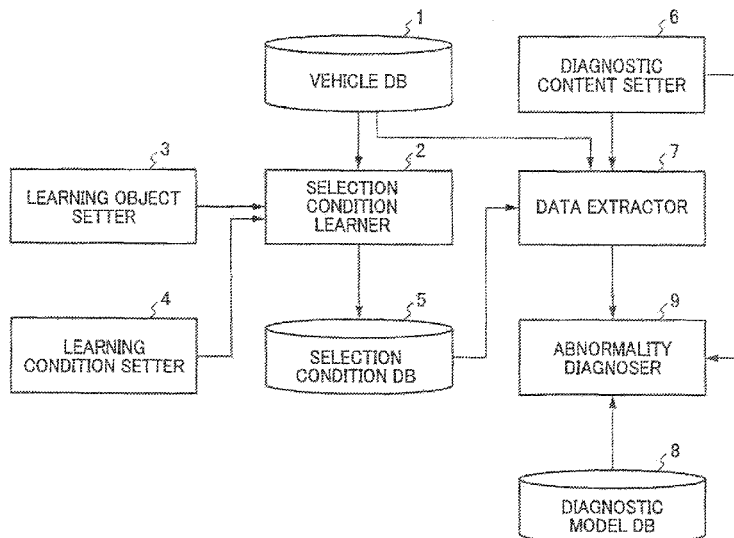 1
VEHICLE DB
6
DIAGNOSTIC
CONTENT SETTER
3
LEARNING OBJECT
SETTER
2
SELECTION
CONDITION
LEARNER
7
DATA EXTRACTOR
4
LEARNING
CONDITION SETTER
5
SELECTION
CONDITION DB
9
ABNORMALITY
DIAGNOSER
8
DIAGNOSTIC
MODEL DB